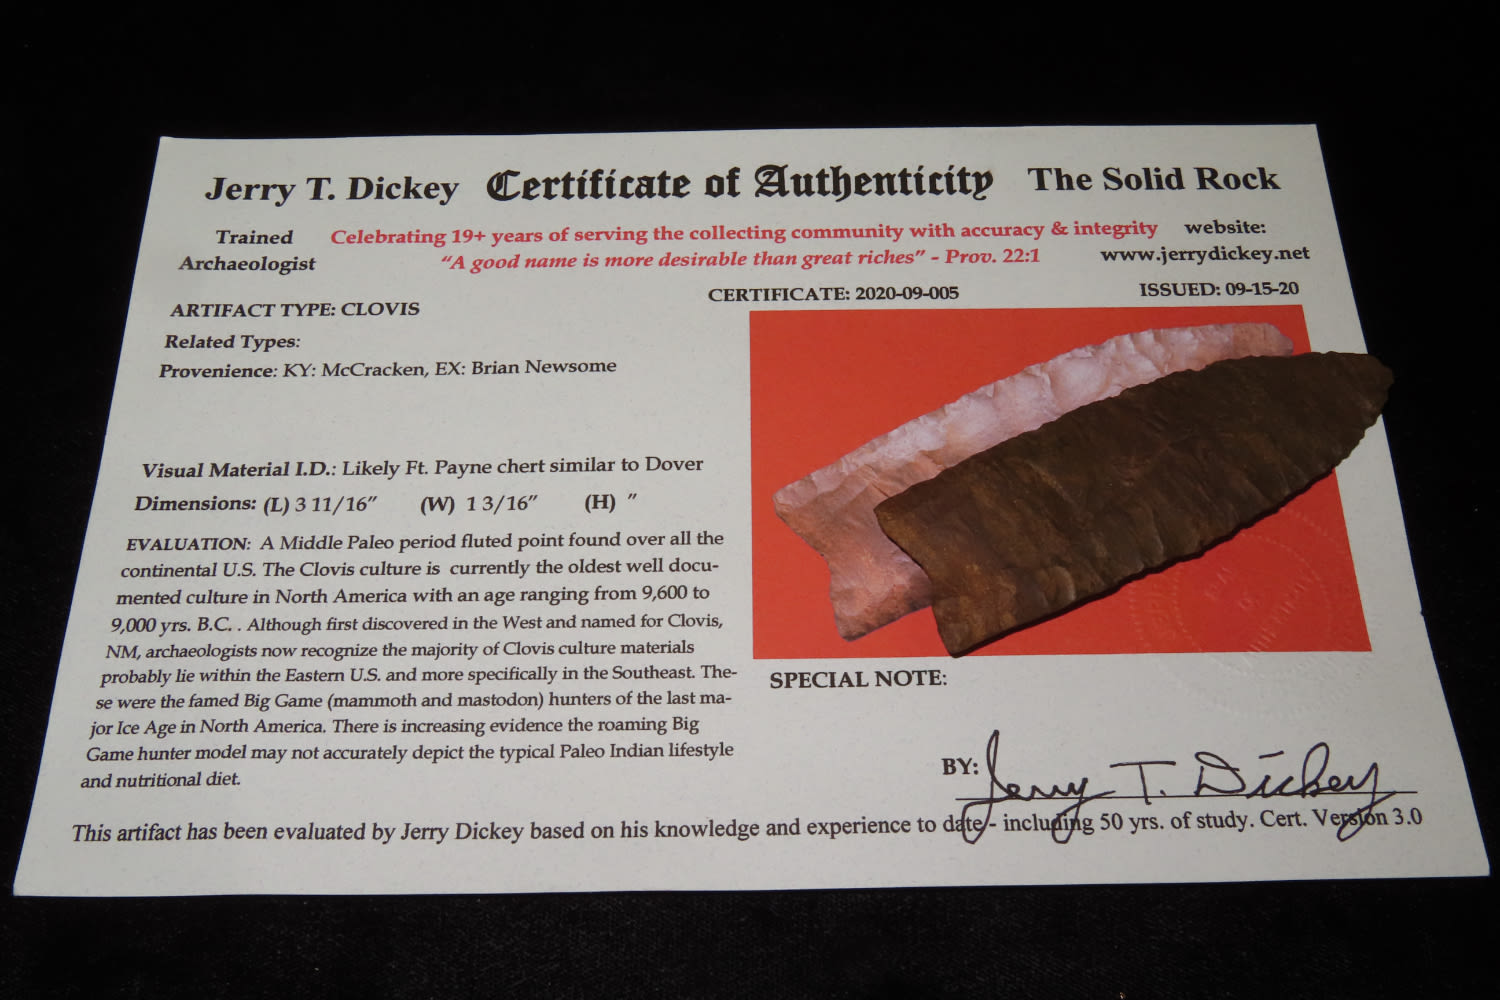 Jerry T. Dickey Certificate of Authenticity The Solid Rock
Trained Archaeologist
Celebrating 19+ years of serving the collecting community with accuracy & integrity
"A good name is more desirable than great riches" - Prov. 22:1
website:
www.jerrydickey.net
CERTIFICATE: 2020-09-005
ISSUED: 09-15-20
ARTIFACT TYPE: CLOVIS
Related Types:
Provenience: KY: McCracken, EX: Brian Newsome
Visual Material I.D.: Likely Ft. Payne chert similar to Dover
Dimensions: (L) 3 11/16" (W) 1 3/16" (H) "
EVALUATION: A Middle Paleo period fluted point found over all the
continental U.S. The Clovis culture is currently the oldest well docu-
mented culture in North America with an age ranging from 9,600 to
9,000 yrs. B.C. . Although first discovered in the West and named for Clovis,
NM, archaeologists now recognize the majority of Clovis culture materials
probably lie within the Eastern U.S. and more specifically in the Southeast. The-
se were the famed Big Game (mammoth and mastodon) hunters of the last ma-
jor Ice Age in North America. There is increasing evidence the roaming Big
Game hunter model may not accurately depict the typical Paleo Indian lifestyle
and nutritional diet.
SPECIAL NOTE:
BY: Jerry T. Dickey
This artifact has been evaluated by Jerry Dickey based on his knowledge and experience to date - including 50 yrs. of study. Cert. Version 3.0